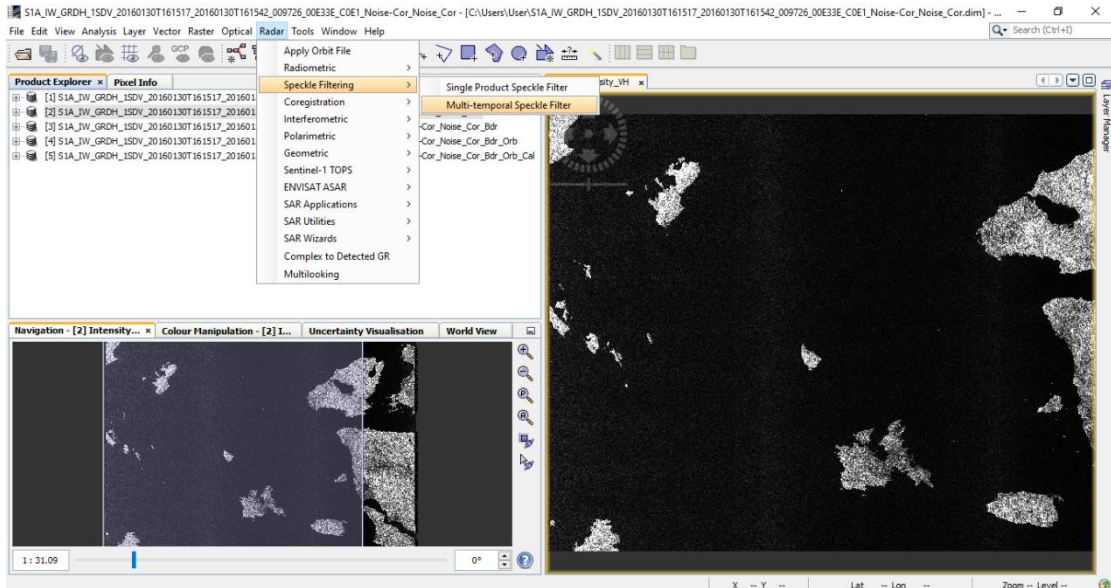 S1A_IW_GRDH_1SDV_20160130T161517_20160130T161542_009726_00E33E_C0E1_Noise-Cor_Noise_Cor - [C:\Users\User\S1A_IW_GRDH_1SDV_20160130T161517_20160130T161542_009726_00E33E_C0E1_Noise-Cor_Noise_Cor.dim] - ...
File Edit View Analysis Layer Vector Raster Optical Radar Tools Window Help
Search (Ctrl+I)
GCP
Apply Orbit File
Radiometric
Speckle Filtering
Coregistration
Interferometric
Polarimetric
Geometric
Sentinel-1 TOPS
ENVISAT ASAR
SAR Applications
SAR Utilities
SAR Wizards
Complex to Detected GR
Multilooking
Single Product Speckle Filter
Multi-temporal Speckle Filter
Product Explorer Pixel Info
[1] S1A_IW_GRDH_1SDV_20160130T161517_201601
[2] S1A_IW_GRDH_1SDV_20160130T161517_201601
[3] S1A_IW_GRDH_1SDV_20160130T161517_201601
-Cor_Noise_Cor_Bdr
[4] S1A_IW_GRDH_1SDV_20160130T161517_201601
-Cor_Noise_Cor_Bdr_Orb
[5] S1A_IW_GRDH_1SDV_20160130T161517_201601
-Cor_Noise_Cor_Bdr_Orb_Cal
sity_VH
Layer Manager
Navigation - [2] Intensity... Colour Manipulation - [2] I... Uncertainty Visualisation World View
1 : 31.09
0°
X -- Y -- Lat -- Lon -- Zoom -- Level --